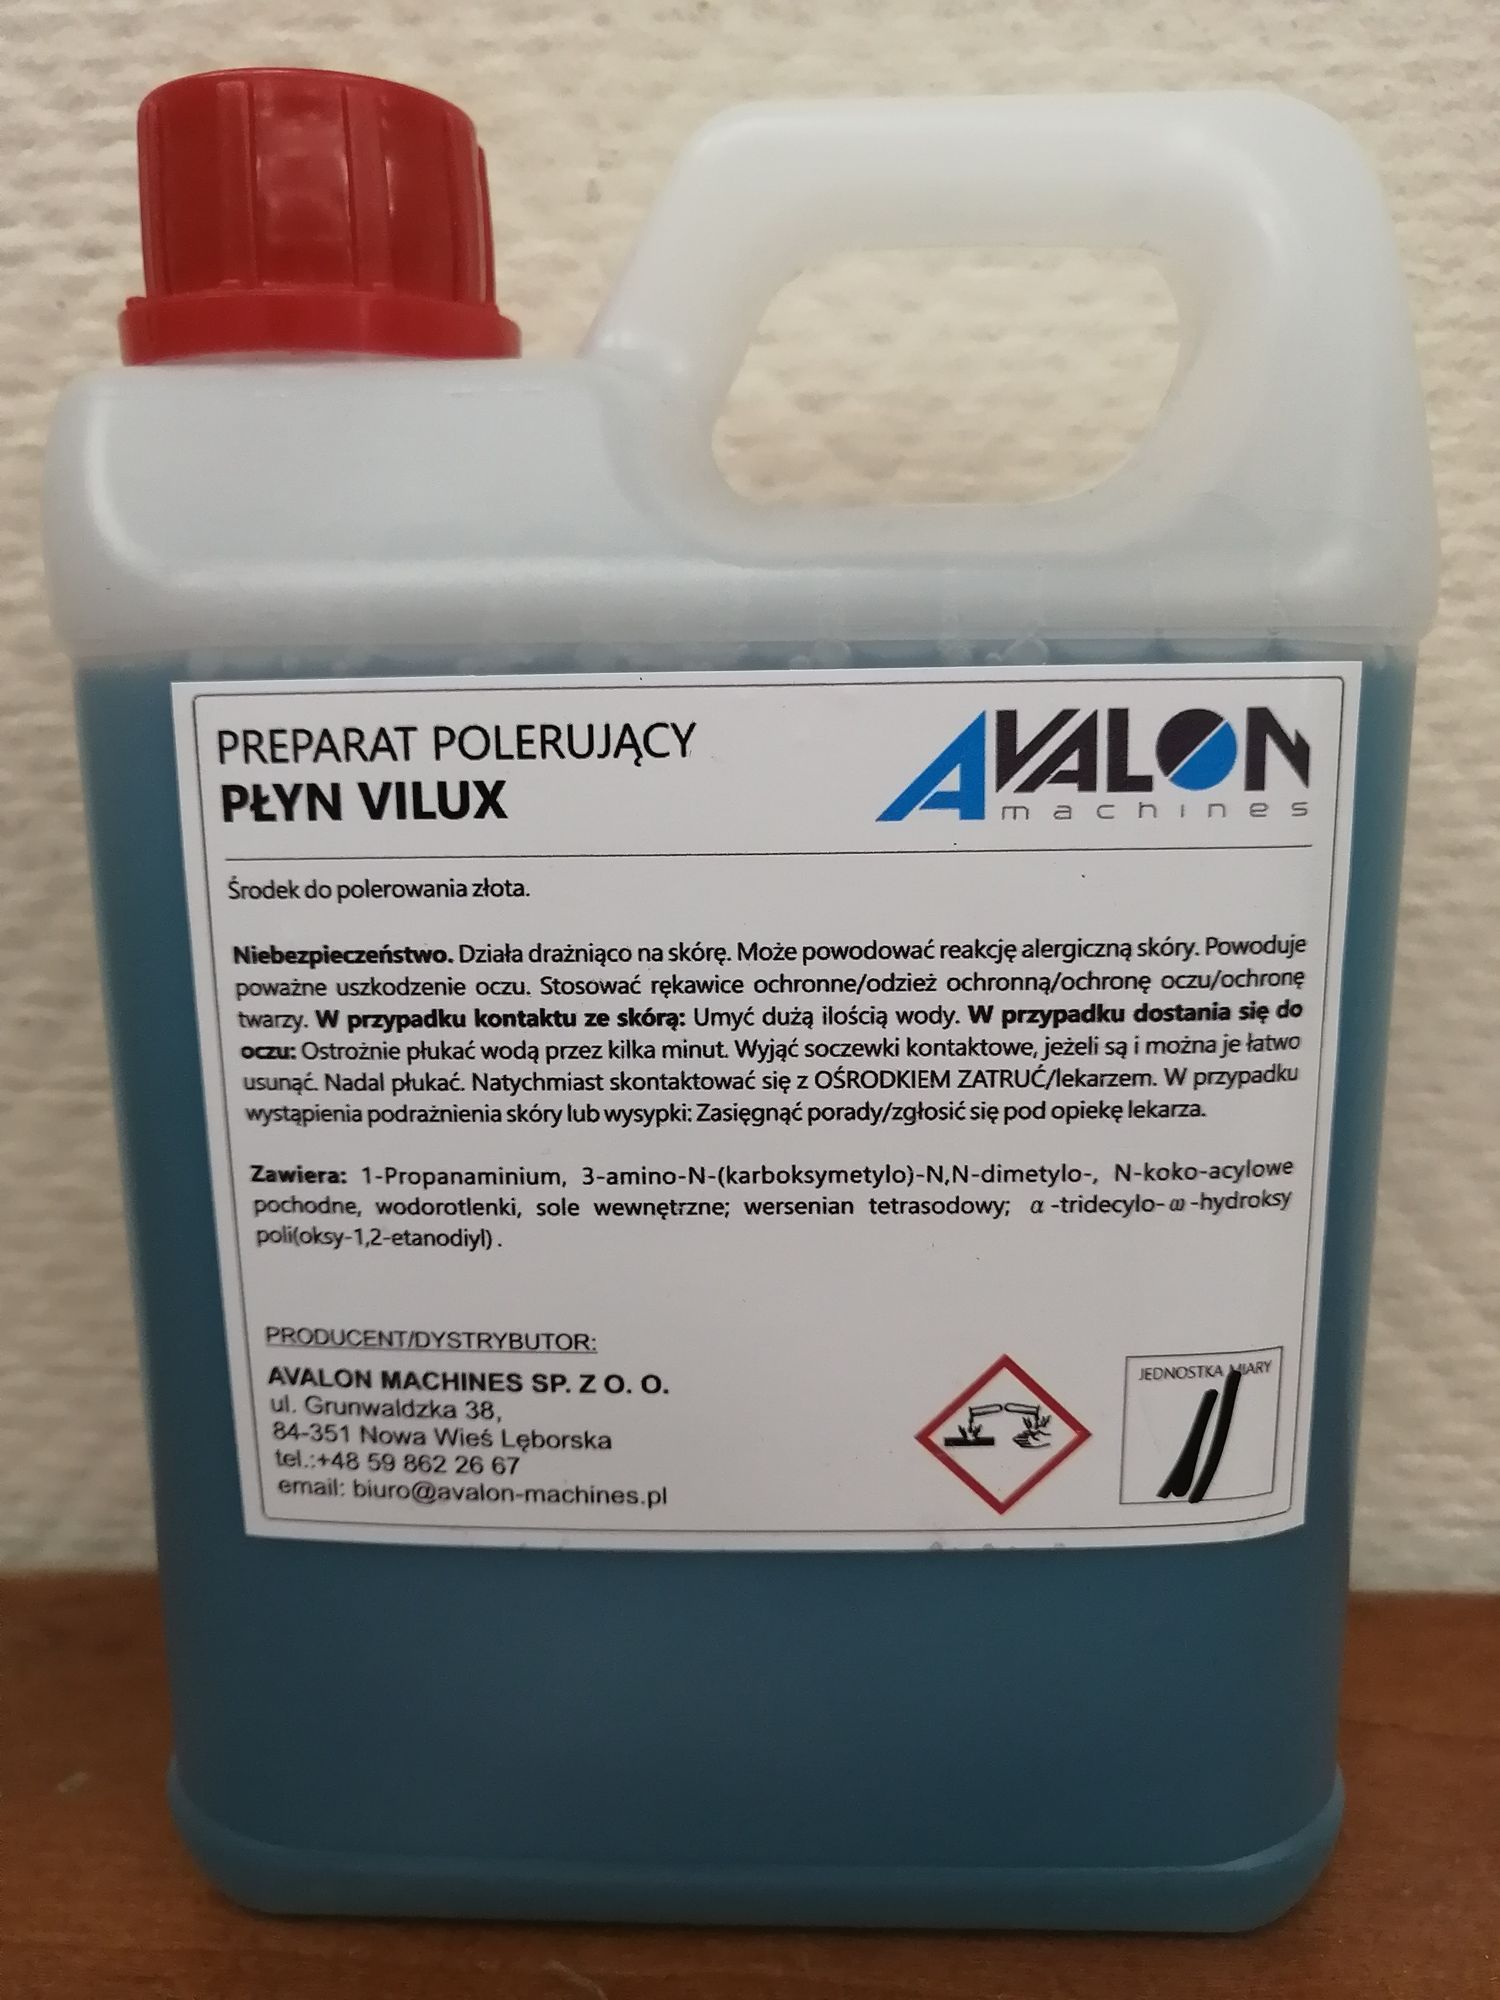 PREPARAT POLERUJĄCY
PŁYN VILUX
AVALON
machines
Środek do polerowania złota.
Niebezpieczeństwo. Działa drażniąco na skórę. Może powodować reakcję alergiczną skóry. Powoduje
poważne uszkodzenie oczu. Stosować rękawice ochronne/odzież ochronną/ochronę oczu/ochronę
twarzy. W przypadku kontaktu ze skórą: Umyć dużą ilością wody. W przypadku dostania się do
oczu: Ostrożnie płukać wodą przez kilka minut. Wyjąć soczewki kontaktowe, jeżeli są i można je łatwo
usunąć. Nadal płukać. Natychmiast skontaktować się z OŚRODKIEM ZATRUĆ/lekarzem. W przypadku
wystąpienia podrażnienia skóry lub wysypki: Zasięgnąć porady/zgłosić się pod opiekę lekarza.
Zawiera: 1-Propanaminium, 3-amino-N-(karboksymetylo)-N,N-dimetylo-, N-koko-acylowe
pochodne, wodorotlenki, sole wewnętrzne; wersenian tetrasodowy; α -tridecylo- ω -hydroksy
poli(oksy-1,2-etanodiyl) .
PRODUCENT/DYSTRYBUTOR:
AVALON MACHINES SP. Z O. O.
ul. Grunwaldzka 38,
84-351 Nowa Wieś Lęborska
tel.:+48 59 862 26 67
email: biuro@avalon-machines.pl
JEDNOSTKA MIARY
1l